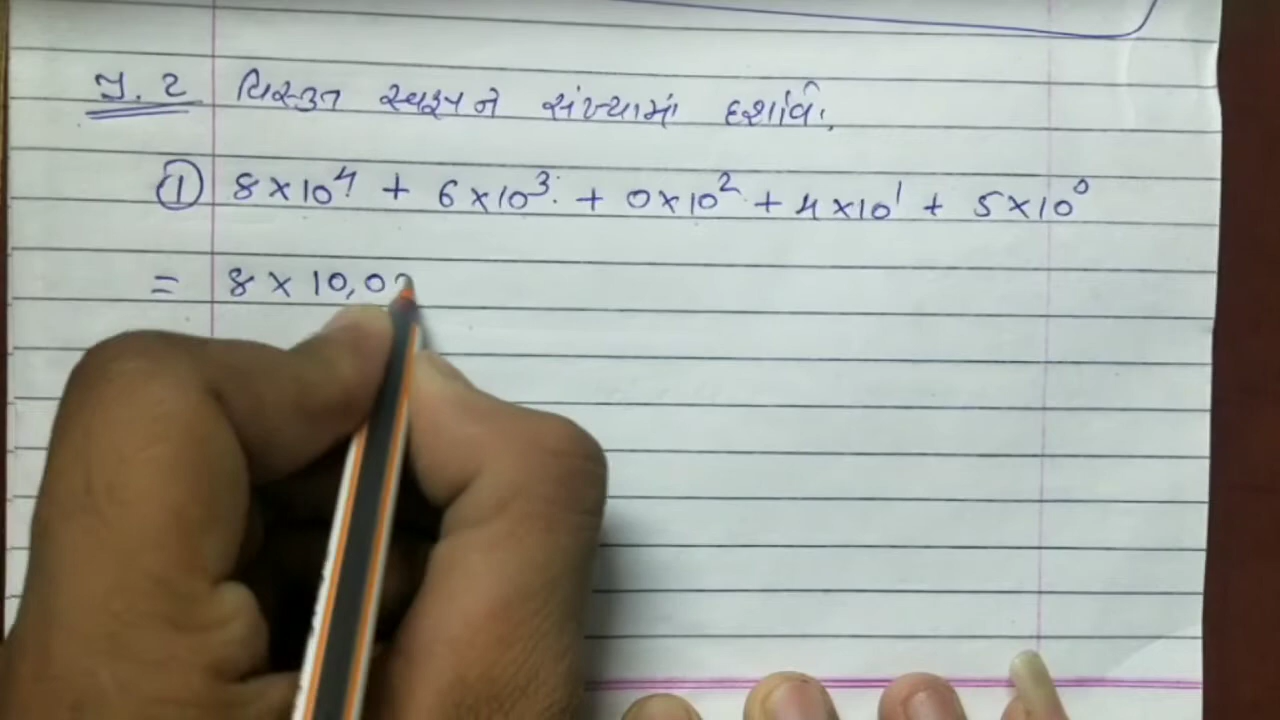 પ્ર. ૨ વિસ્તૃત સ્વરૂપને સંખ્યામાં દર્શાવો.
① 8 × 10⁴ + 6 × 10³ + 0 × 10² + 4 × 10¹ + 5 × 10⁰
= 8 × 10,0